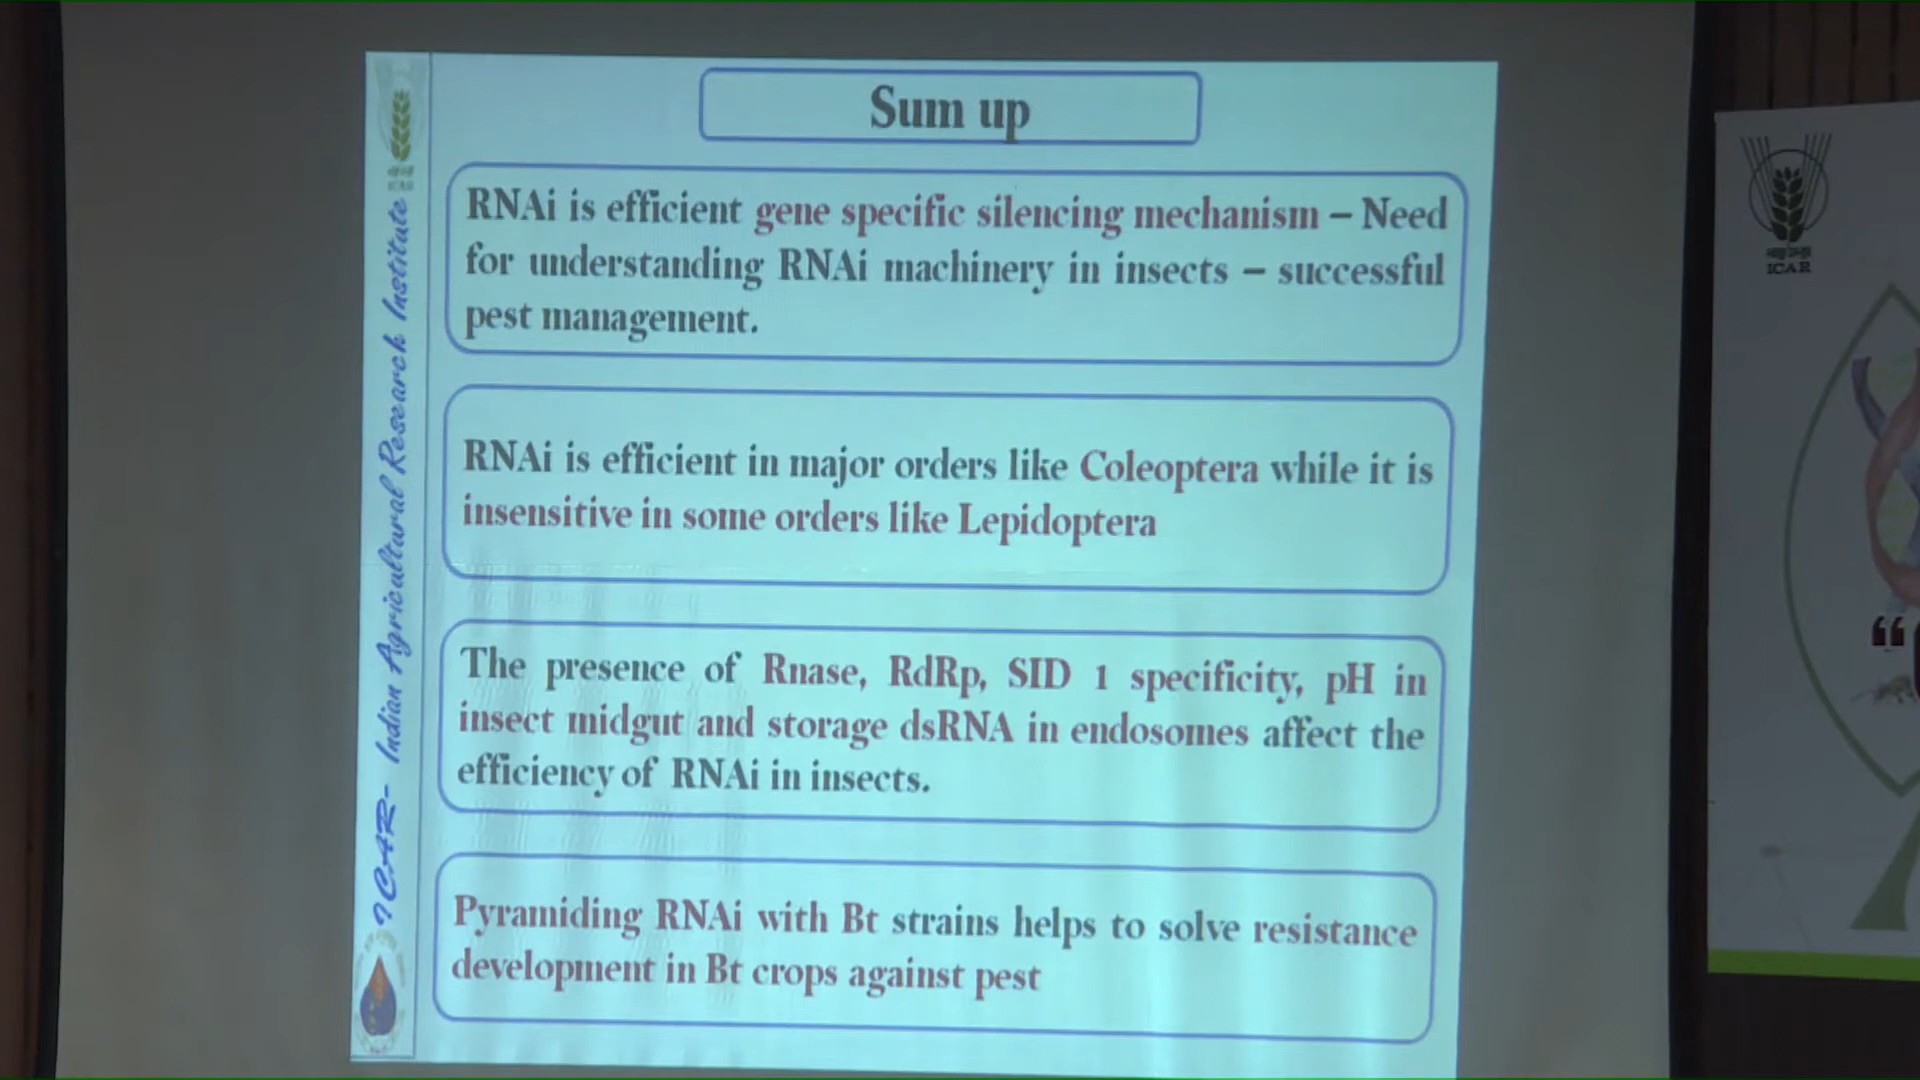 Sum up
RNAi is efficient gene specific silencing mechanism – Need
for understanding RNAi machinery in insects – successful
pest management.
RNAi is efficient in major orders like Coleoptera while it is
insensitive in some orders like Lepidoptera
The presence of Rnase, RdRp, SID 1 specificity, pH in
insect midgut and storage dsRNA in endosomes affect the
efficiency of RNAi in insects.
Pyramiding RNAi with Bt strains helps to solve resistance
development in Bt crops against pest
ICAR- Indian Agricultural Research Institute
ICAR